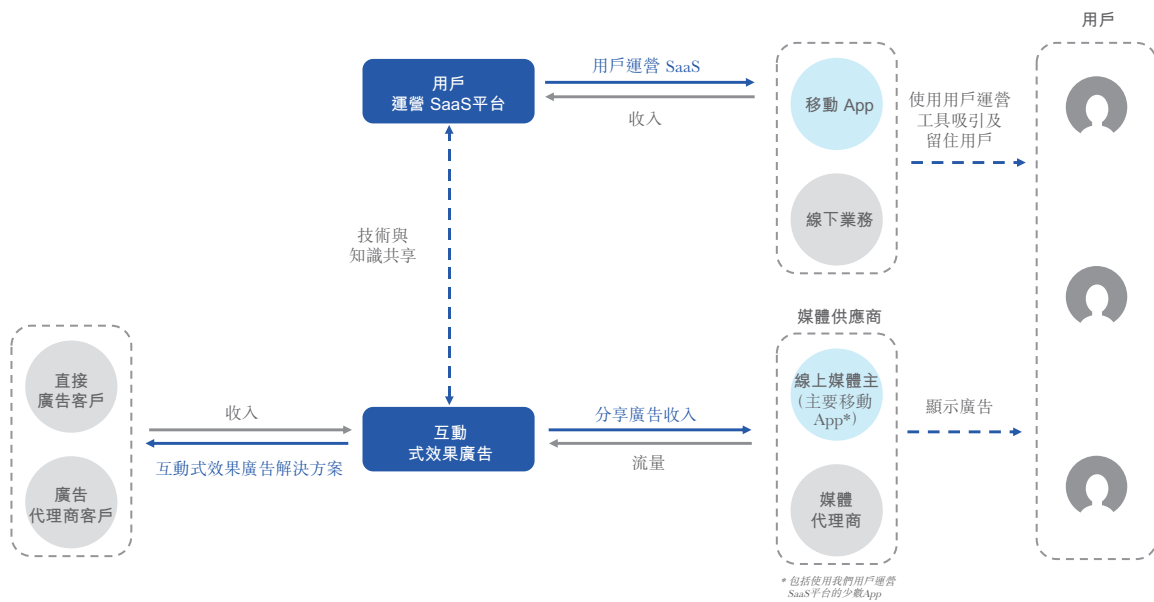 用戶
用戶
運營 SaaS平台
用戶運營 SaaS
收入
移動 App
線下業務
使用用戶運營
工具吸引及
留住用戶
技術與
知識共享
媒體供應商
直接
廣告客戶
廣告
代理商客戶
收入
互動式效果廣告解決方案
互動
式效果廣告
分享廣告收入
流量
線上媒體主
(主要移動
App*)
媒體
代理商
顯示廣告
* 包括使用我們用戶運營
SaaS平台的少數App